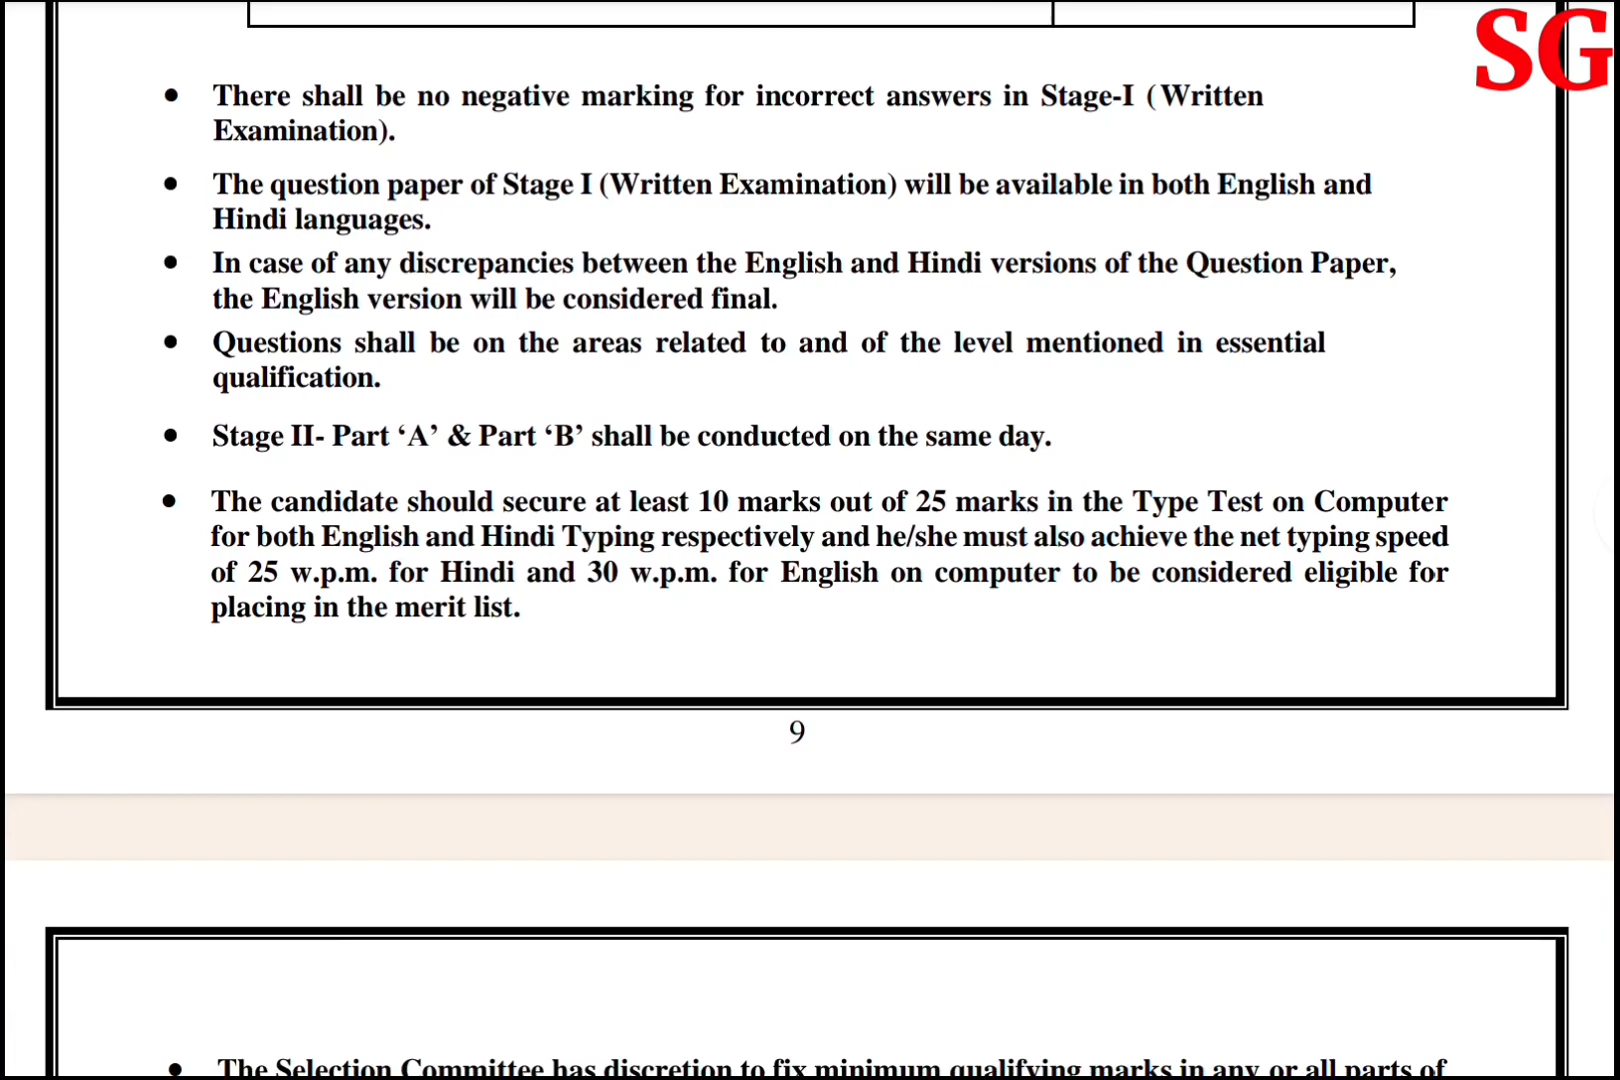 SG
• There shall be no negative marking for incorrect answers in Stage-I (Written
Examination).
• The question paper of Stage I (Written Examination) will be available in both English and
Hindi languages.
• In case of any discrepancies between the English and Hindi versions of the Question Paper,
the English version will be considered final.
• Questions shall be on the areas related to and of the level mentioned in essential
qualification.
• Stage II- Part ‘A’ & Part ‘B’ shall be conducted on the same day.
• The candidate should secure at least 10 marks out of 25 marks in the Type Test on Computer
for both English and Hindi Typing respectively and he/she must also achieve the net typing speed
of 25 w.p.m. for Hindi and 30 w.p.m. for English on computer to be considered eligible for
placing in the merit list.
9
• The Selection Committee has discretion to fix minimum qualifying marks in any or all parts of